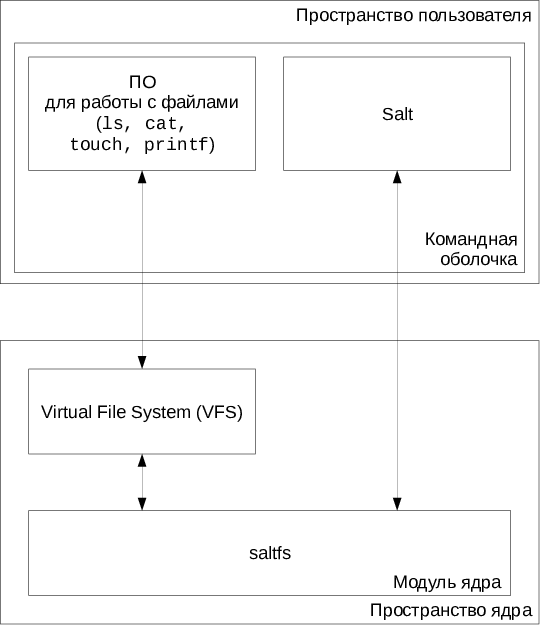 Пространство пользователя
ПО
для работы с файлами
(ls, cat,
touch, printf)
Salt
Командная
оболочка
Virtual File System (VFS)
saltfs
Модуль ядра
Пространство ядра